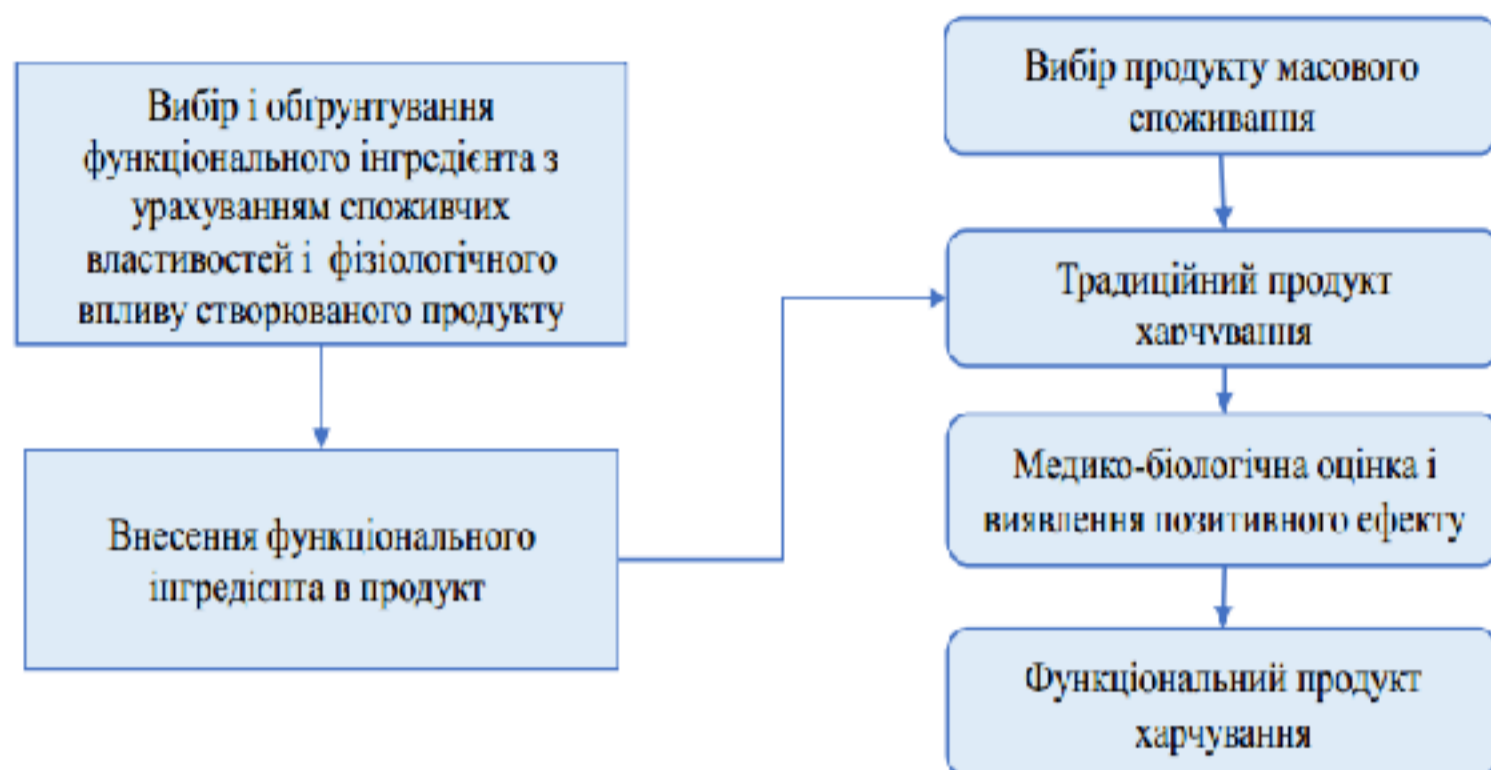 Вибір і обґрунтування
функціонального інгредієнта з
урахуванням споживчих
властивостей і фізіологічного
впливу створюваного продукту
Внесення функціонального
інгредієнта в продукт
Вибір продукту масового
споживання
Традиційний продукт
харчування
Медико-біологічна оцінка і
виявлення позитивного ефекту
Функціональний продукт
харчування